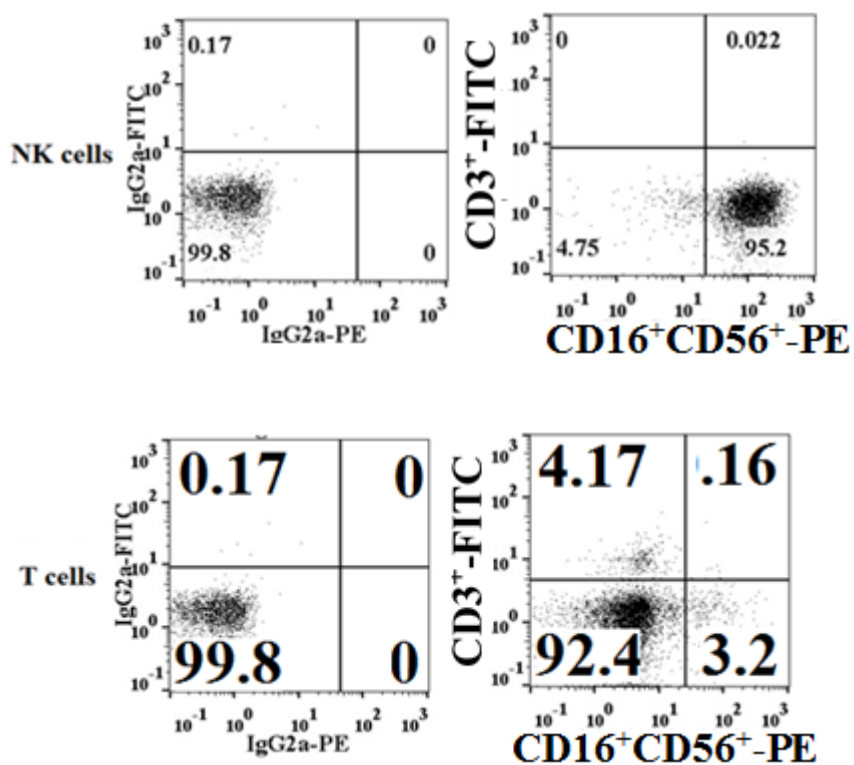 NK cells
IgG2a-FITC
10³
10²
10¹
10⁰
10⁻¹
0.17
0
99.8
0
10⁻¹ 10⁰ 10¹ 10² 10³
IgG2a-PE
CD3⁺-FITC
10³
10²
10¹
10⁰
10⁻¹
0
0.022
4.75
95.2
10⁻¹ 10⁰ 10¹ 10² 10³
CD16⁺CD56⁺-PE
T cells
IgG2a-FITC
10³
10²
10¹
10⁰
10⁻¹
0.17
0
99.8
0
10⁻¹ 10⁰ 10¹ 10² 10³
IgG2a-PE
CD3⁺-FITC
10³
10²
10¹
10⁰
10⁻¹
4.17
.16
92.4
3.2
10⁻¹ 10⁰ 10¹ 10² 10³
CD16⁺CD56⁺-PE